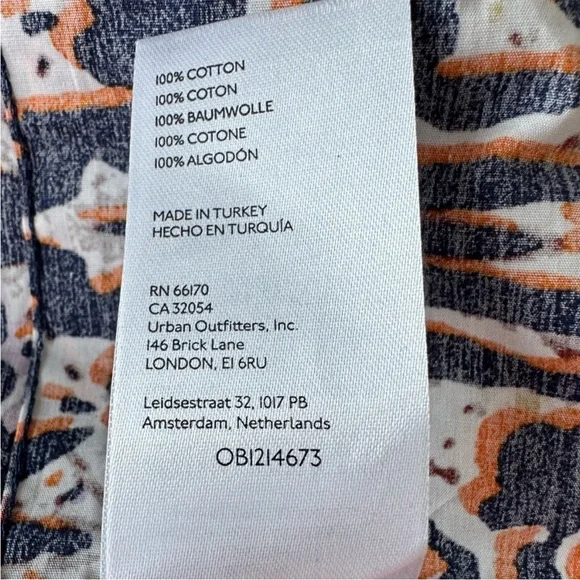 100% COTTON
100% COTON
100% BAUMWOLLE
100% COTONE
100% ALGODÓN
MADE IN TURKEY
HECHO EN TURQUÍA
RN 66170
CA 32054
Urban Outfitters, Inc.
146 Brick Lane
LONDON, E1 6RU
Leidsestraat 32, 1017 PB
Amsterdam, Netherlands
OB1214673